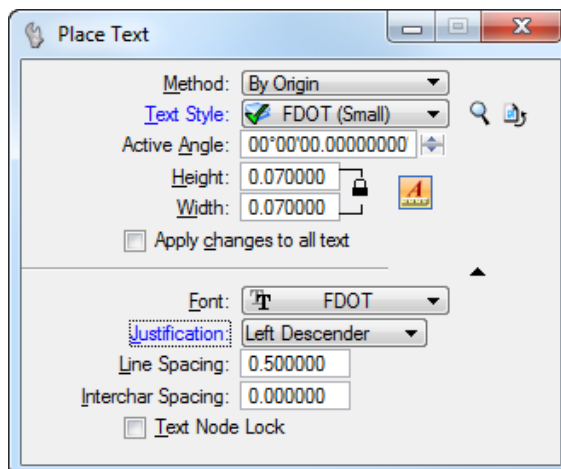 Place Text
Method: By Origin
Text Style: FDOT (Small)
Active Angle: 00°00'00.00000000
Height: 0.070000
Width: 0.070000
Apply changes to all text
Font: FDOT
Justification: Left Descender
Line Spacing: 0.500000
Interchar Spacing: 0.000000
Text Node Lock